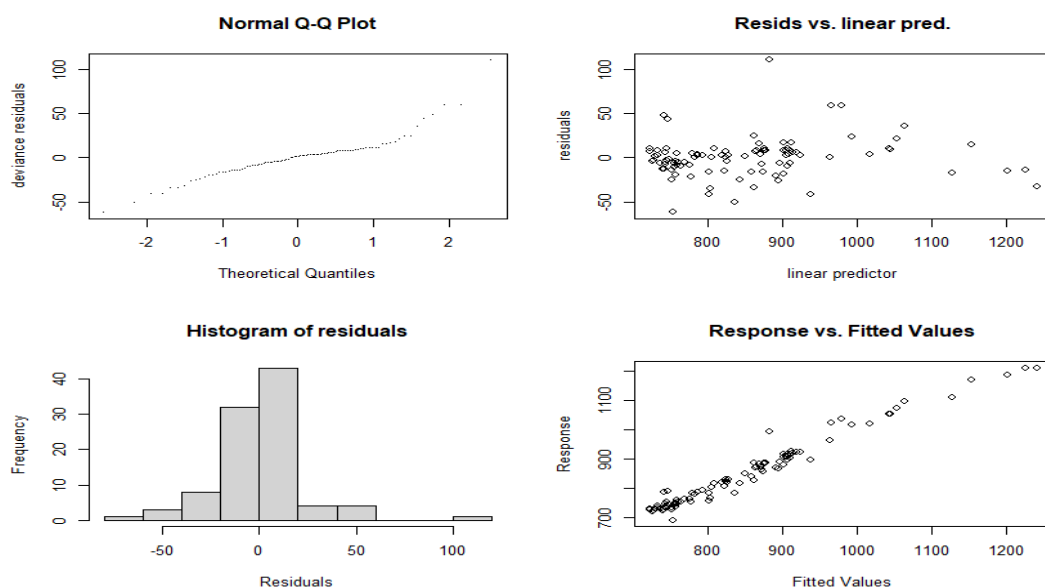 Normal Q-Q Plot
deviance residuals
-50 0 50 100
-2 -1 0 1 2
Theoretical Quantiles
Resids vs. linear pred.
residuals
-50 0 50 100
800 900 1000 1100 1200
linear predictor
Histogram of residuals
Frequency
0 10 20 30 40
-50 0 50 100
Residuals
Response vs. Fitted Values
Response
700 900 1100
800 900 1000 1100 1200
Fitted Values